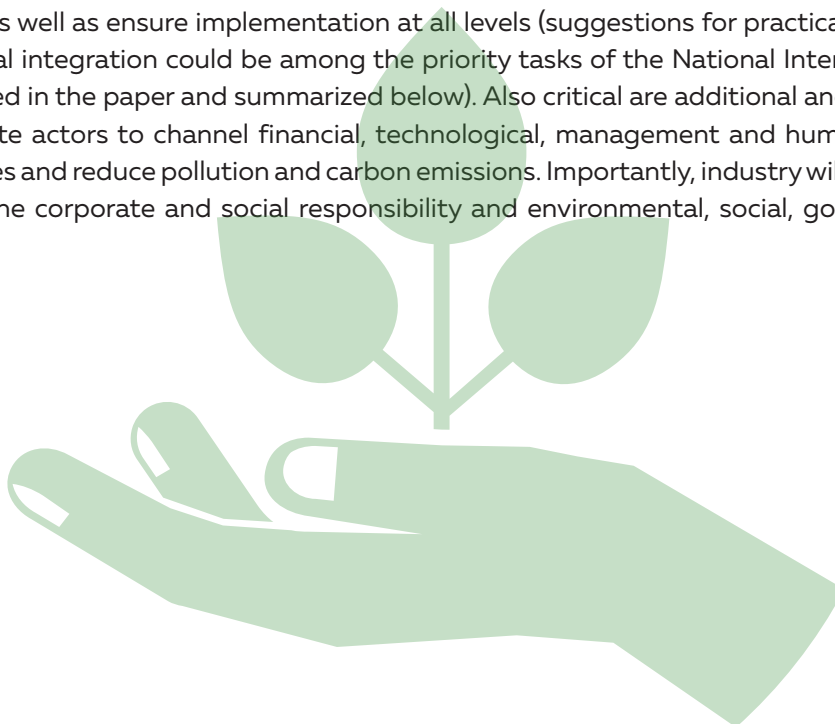 s well as ensure implementation at all levels (suggestions for practica
al integration could be among the priority tasks of the National Inter
ed in the paper and summarized below). Also critical are additional an
te actors to channel financial, technological, management and hum
es and reduce pollution and carbon emissions. Importantly, industry wil
ne corporate and social responsibility and environmental, social, go